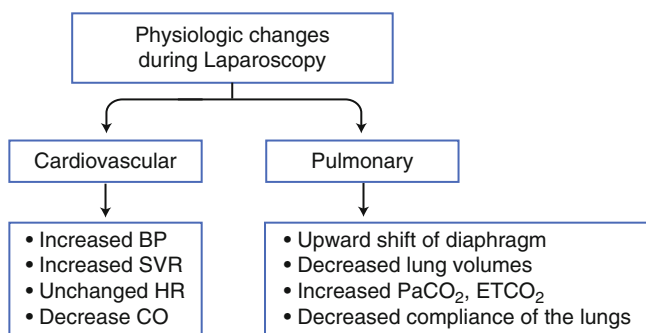 Physiologic changes
during Laparoscopy
Cardiovascular
Pulmonary
• Increased BP
• Increased SVR
• Unchanged HR
• Decrease CO
• Upward shift of diaphragm
• Decreased lung volumes
• Increased PaCO₂, ETCO₂
• Decreased compliance of the lungs